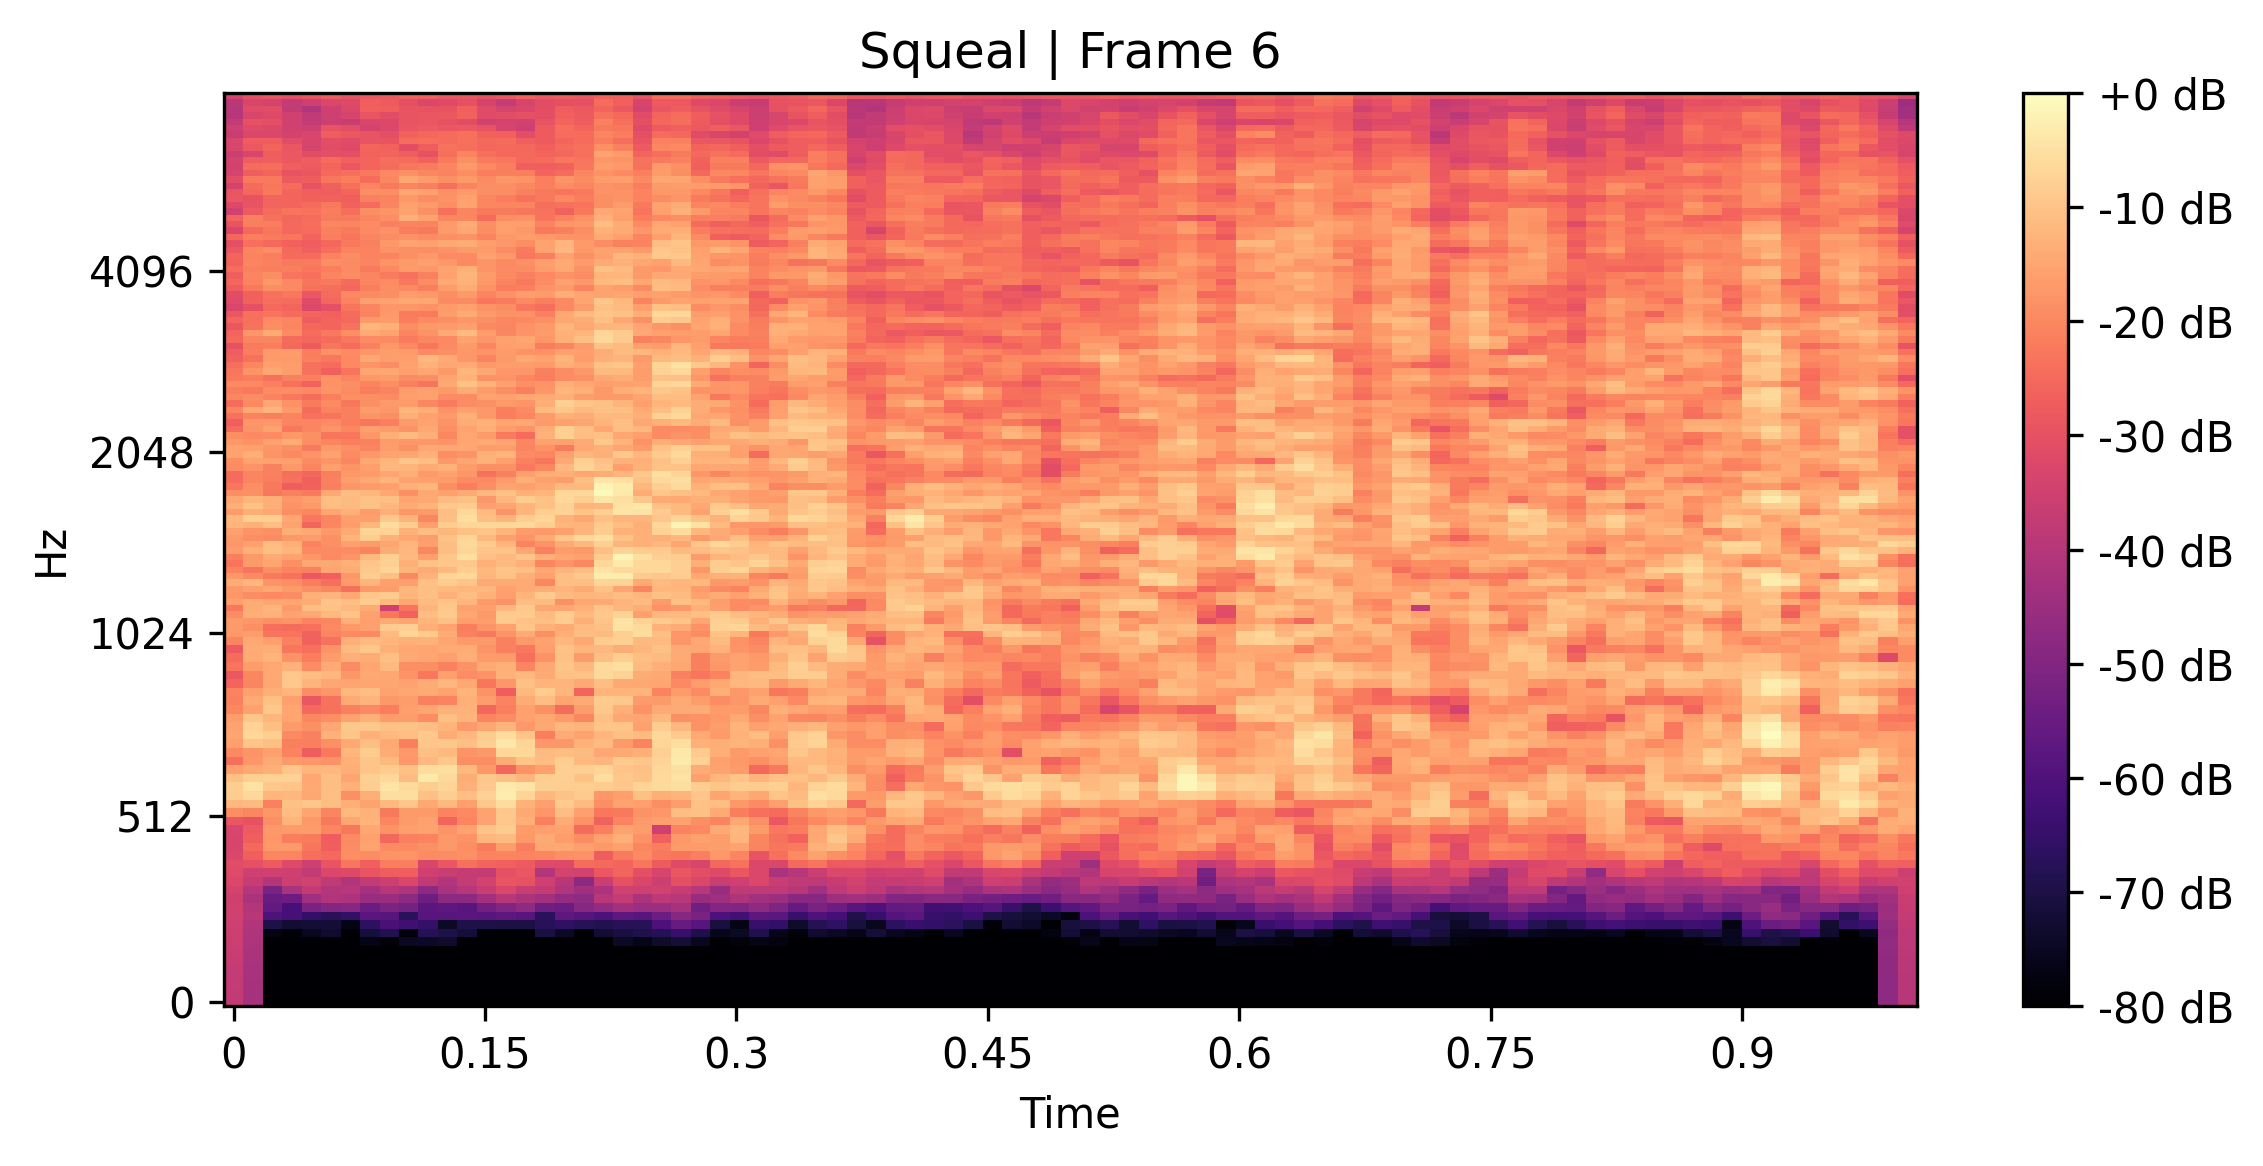 Squeal | Frame 6
+0 dB
-10 dB
-20 dB
-30 dB
-40 dB
-50 dB
-60 dB
-70 dB
-80 dB
4096
2048
1024
512
0
Hz
0 0.15 0.3 0.45 0.6 0.75 0.9
Time